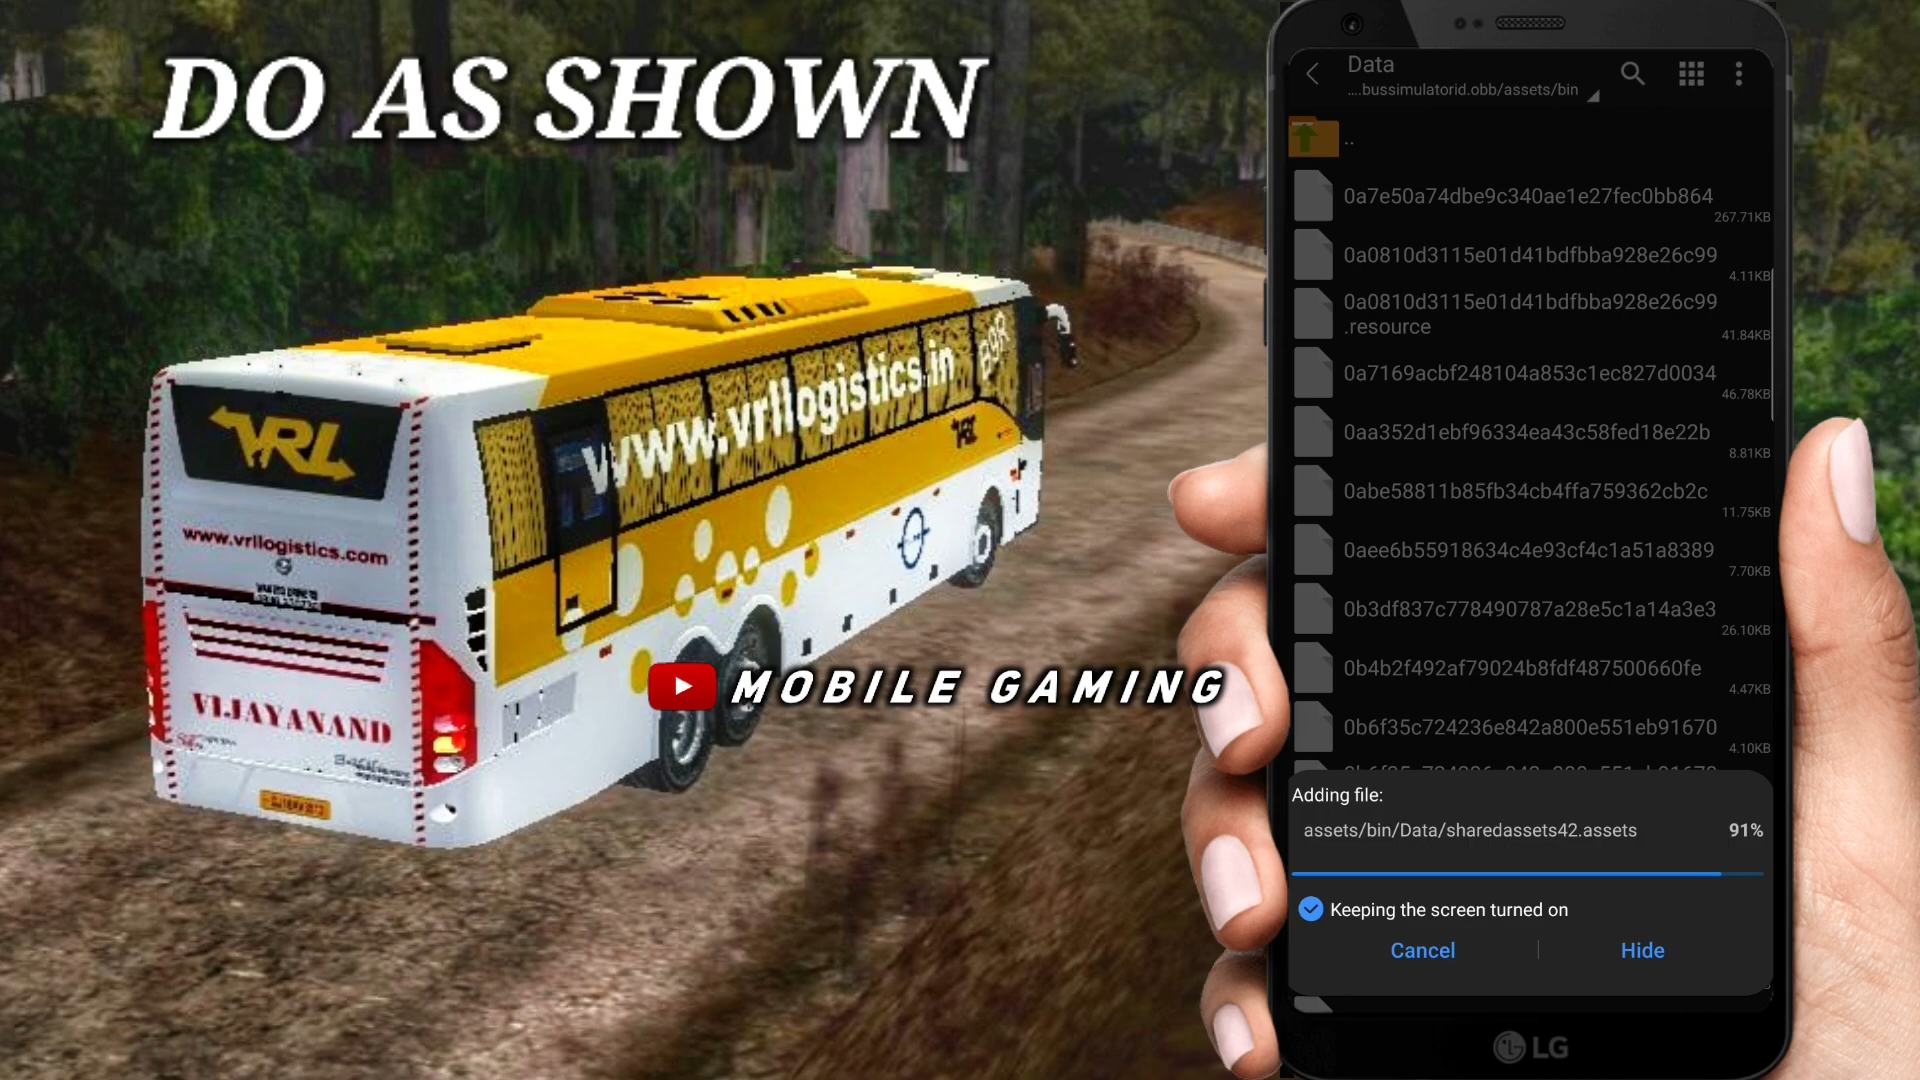 DO AS SHOWN
VRL
www.vrllogistics.com
VIJAYANAND
www.vrllogistics.in
B9R
VRL
MOBILE GAMING
Data
....bussimulatorid.obb/assets/bin
..
0a7e50a74dbe9c340ae1e27fec0bb864
267.71KB
0a0810d3115e01d41bdfbba928e26c99
4.11KB
0a0810d3115e01d41bdfbba928e26c99
.resource
41.84KB
0a7169acbf248104a853c1ec827d0034
46.78KB
0aa352d1ebf96334ea43c58fed18e22b
8.81KB
0abe58811b85fb34cb4ffa759362cb2c
11.75KB
0aee6b55918634c4e93cf4c1a51a8389
7.70KB
0b3df837c778490787a28e5c1a14a3e3
26.10KB
0b4b2f492af79024b8fdf487500660fe
4.47KB
0b6f35c724236e842a800e551eb91670
4.10KB
Adding file:
assets/bin/Data/sharedassets42.assets 91%
Keeping the screen turned on
Cancel Hide
LG